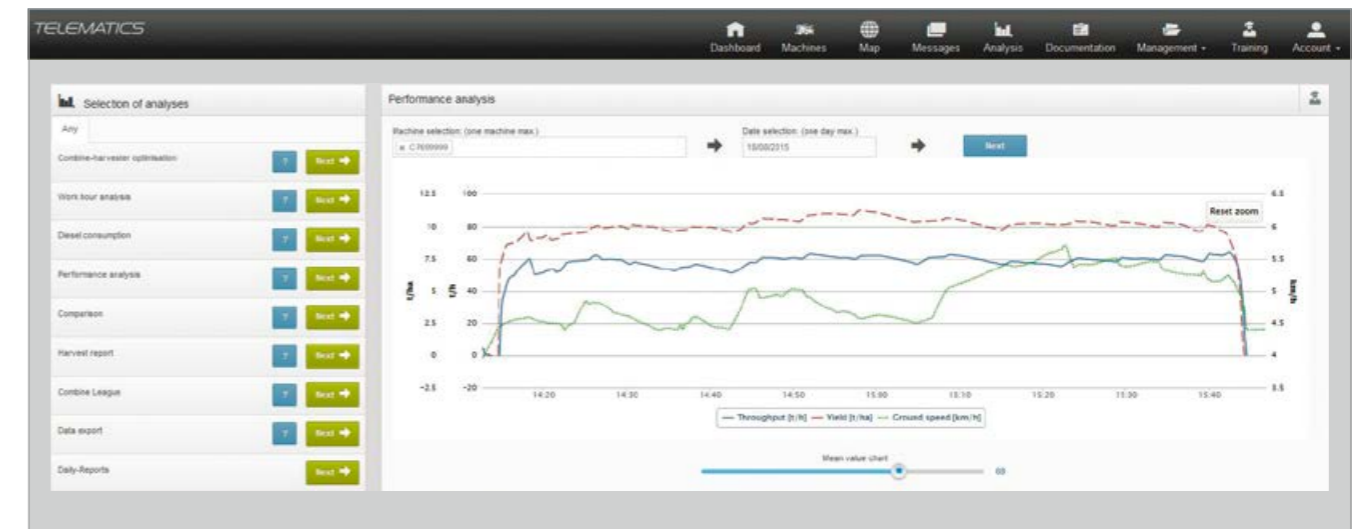 TELEMATICS
Dashboard
Machines
Map
Messages
Analysis
Documentation
Management
Training
Account
Selection of analyses
Any
Combine-harvester optimisation
?
Next
Work hour analysis
?
Next
Diesel consumption
?
Next
Performance analysis
?
Next
Comparison
?
Next
Harvest report
?
Next
Combine League
?
Next
Data export
?
Next
Daily-Reports
Next
Performance analysis
Machine selection: (one machine max.)
Date selection: (one day max.)
Next
12.5 100 6.5
Reset zoom
10 80 6
7.5 60 5.5
t/ha t/h km/h
5 40 5
2.5 20 4.5
0 0 4
-2.5 -20 3.5
14:20 14:30 14:40 14:50 15:00 15:10 15:20 15:30 15:40
Throughput [t/h] Yield [t/ha] Ground speed [km/h]
Mean value chart